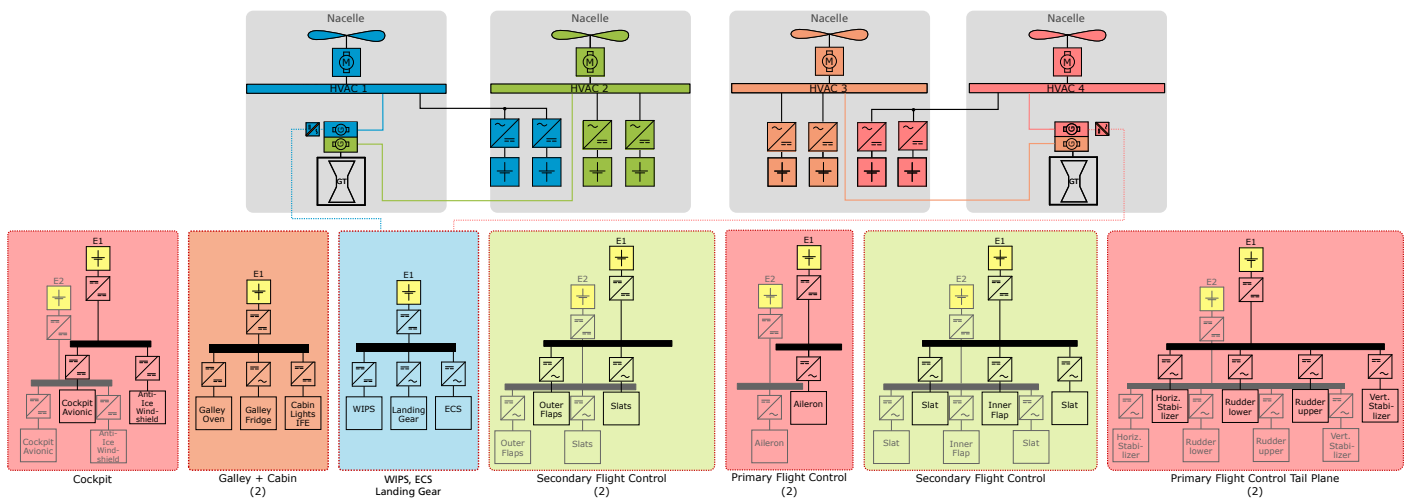 Nacelle
Nacelle
Nacelle
Nacelle
M
M
M
M
HVAC 1
HVAC 2
HVAC 3
HVAC 4
G
G
G
G
GT
GT
E1
E2
Cockpit
Avionic
Anti-
Ice
Wind-
shield
Cockpit
Avionic
Anti-
Ice
Wind-
shield
Cockpit
E1
Galley
Oven
Galley
Fridge
Cabin
Lights
IFE
Galley + Cabin
(2)
E1
WIPS
Landing
Gear
ECS
WIPS, ECS
Landing Gear
E1
E2
Outer
Flaps
Slats
Outer
Flaps
Slats
Secondary Flight Control
(2)
E1
E2
Aileron
Aileron
Primary Flight Control
(2)
E1
E2
Slat
Inner
Flap
Slat
Slat
Inner
Flap
Slat
Secondary Flight Control
E1
E2
Horiz.
Stabi-
lizer
Rudder
lower
Rudder
upper
Vert.
Stabi-
lizer
Horiz.
Stabi-
lizer
Rudder
lower
Rudder
upper
Vert.
Stabi-
lizer
Primary Flight Control Tail Plane
(2)